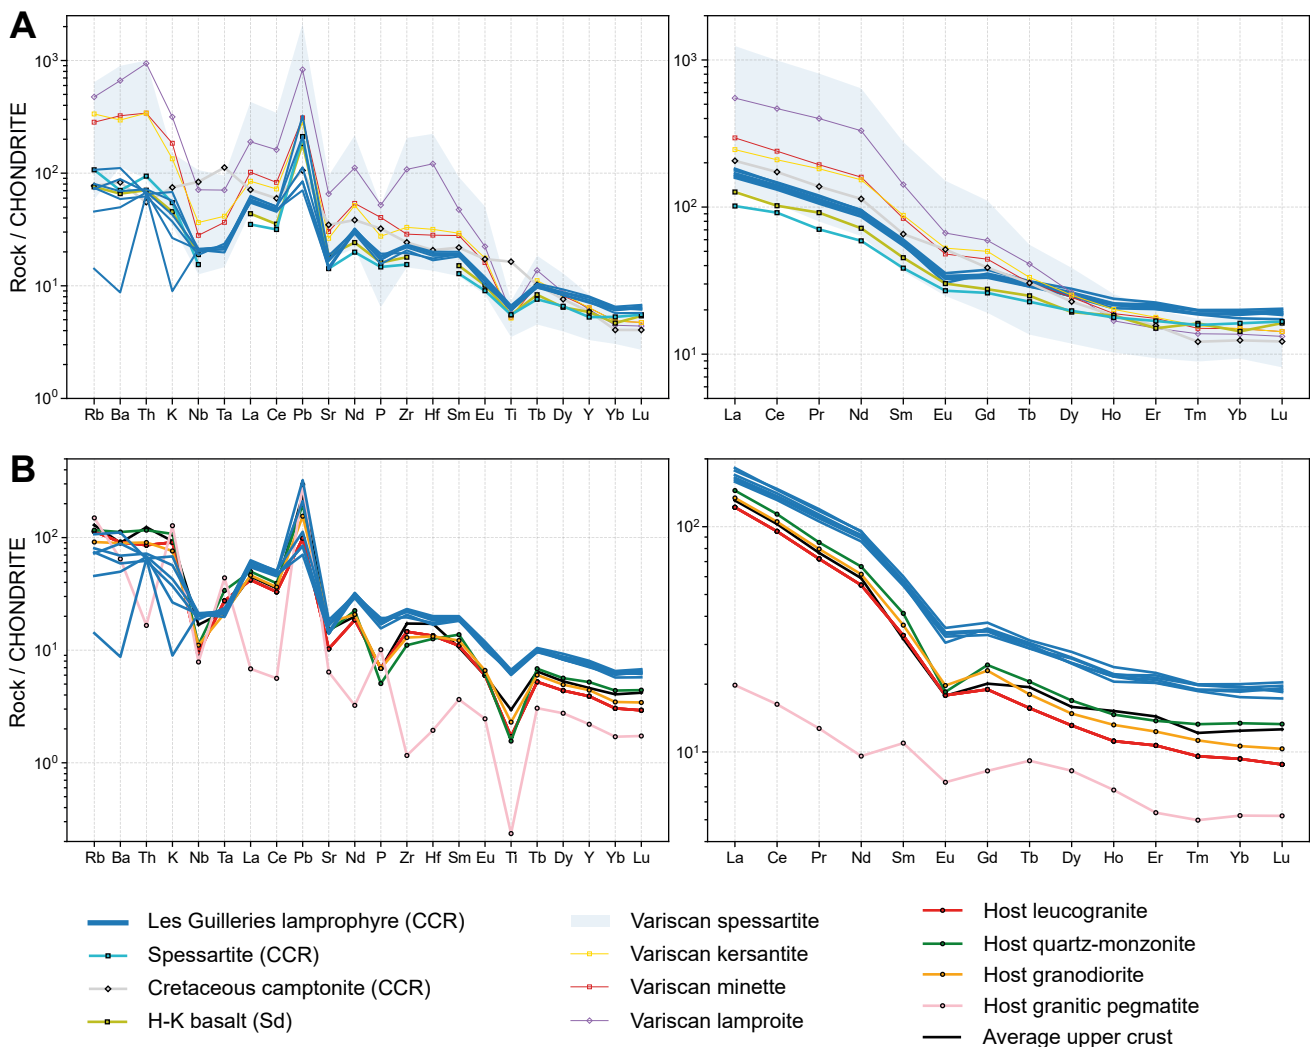 A
Rock / CHONDRITE
10³
10²
10¹
10⁰
Rb Ba Th K Nb Ta La Ce Pb Sr Nd P Zr Hf Sm Eu Ti Tb Dy Y Yb Lu
10³
10²
10¹
La Ce Pr Nd Sm Eu Gd Tb Dy Ho Er Tm Yb Lu
B
Rock / CHONDRITE
10²
10¹
10⁰
Rb Ba Th K Nb Ta La Ce Pb Sr Nd P Zr Hf Sm Eu Ti Tb Dy Y Yb Lu
10²
10¹
La Ce Pr Nd Sm Eu Gd Tb Dy Ho Er Tm Yb Lu
Les Guilleries lamprophyre (CCR)
Spessartite (CCR)
Cretaceous camptonite (CCR)
H-K basalt (Sd)
Variscan spessartite
Variscan kersantite
Variscan minette
Variscan lamproite
Host leucogranite
Host quartz-monzonite
Host granodiorite
Host granitic pegmatite
Average upper crust